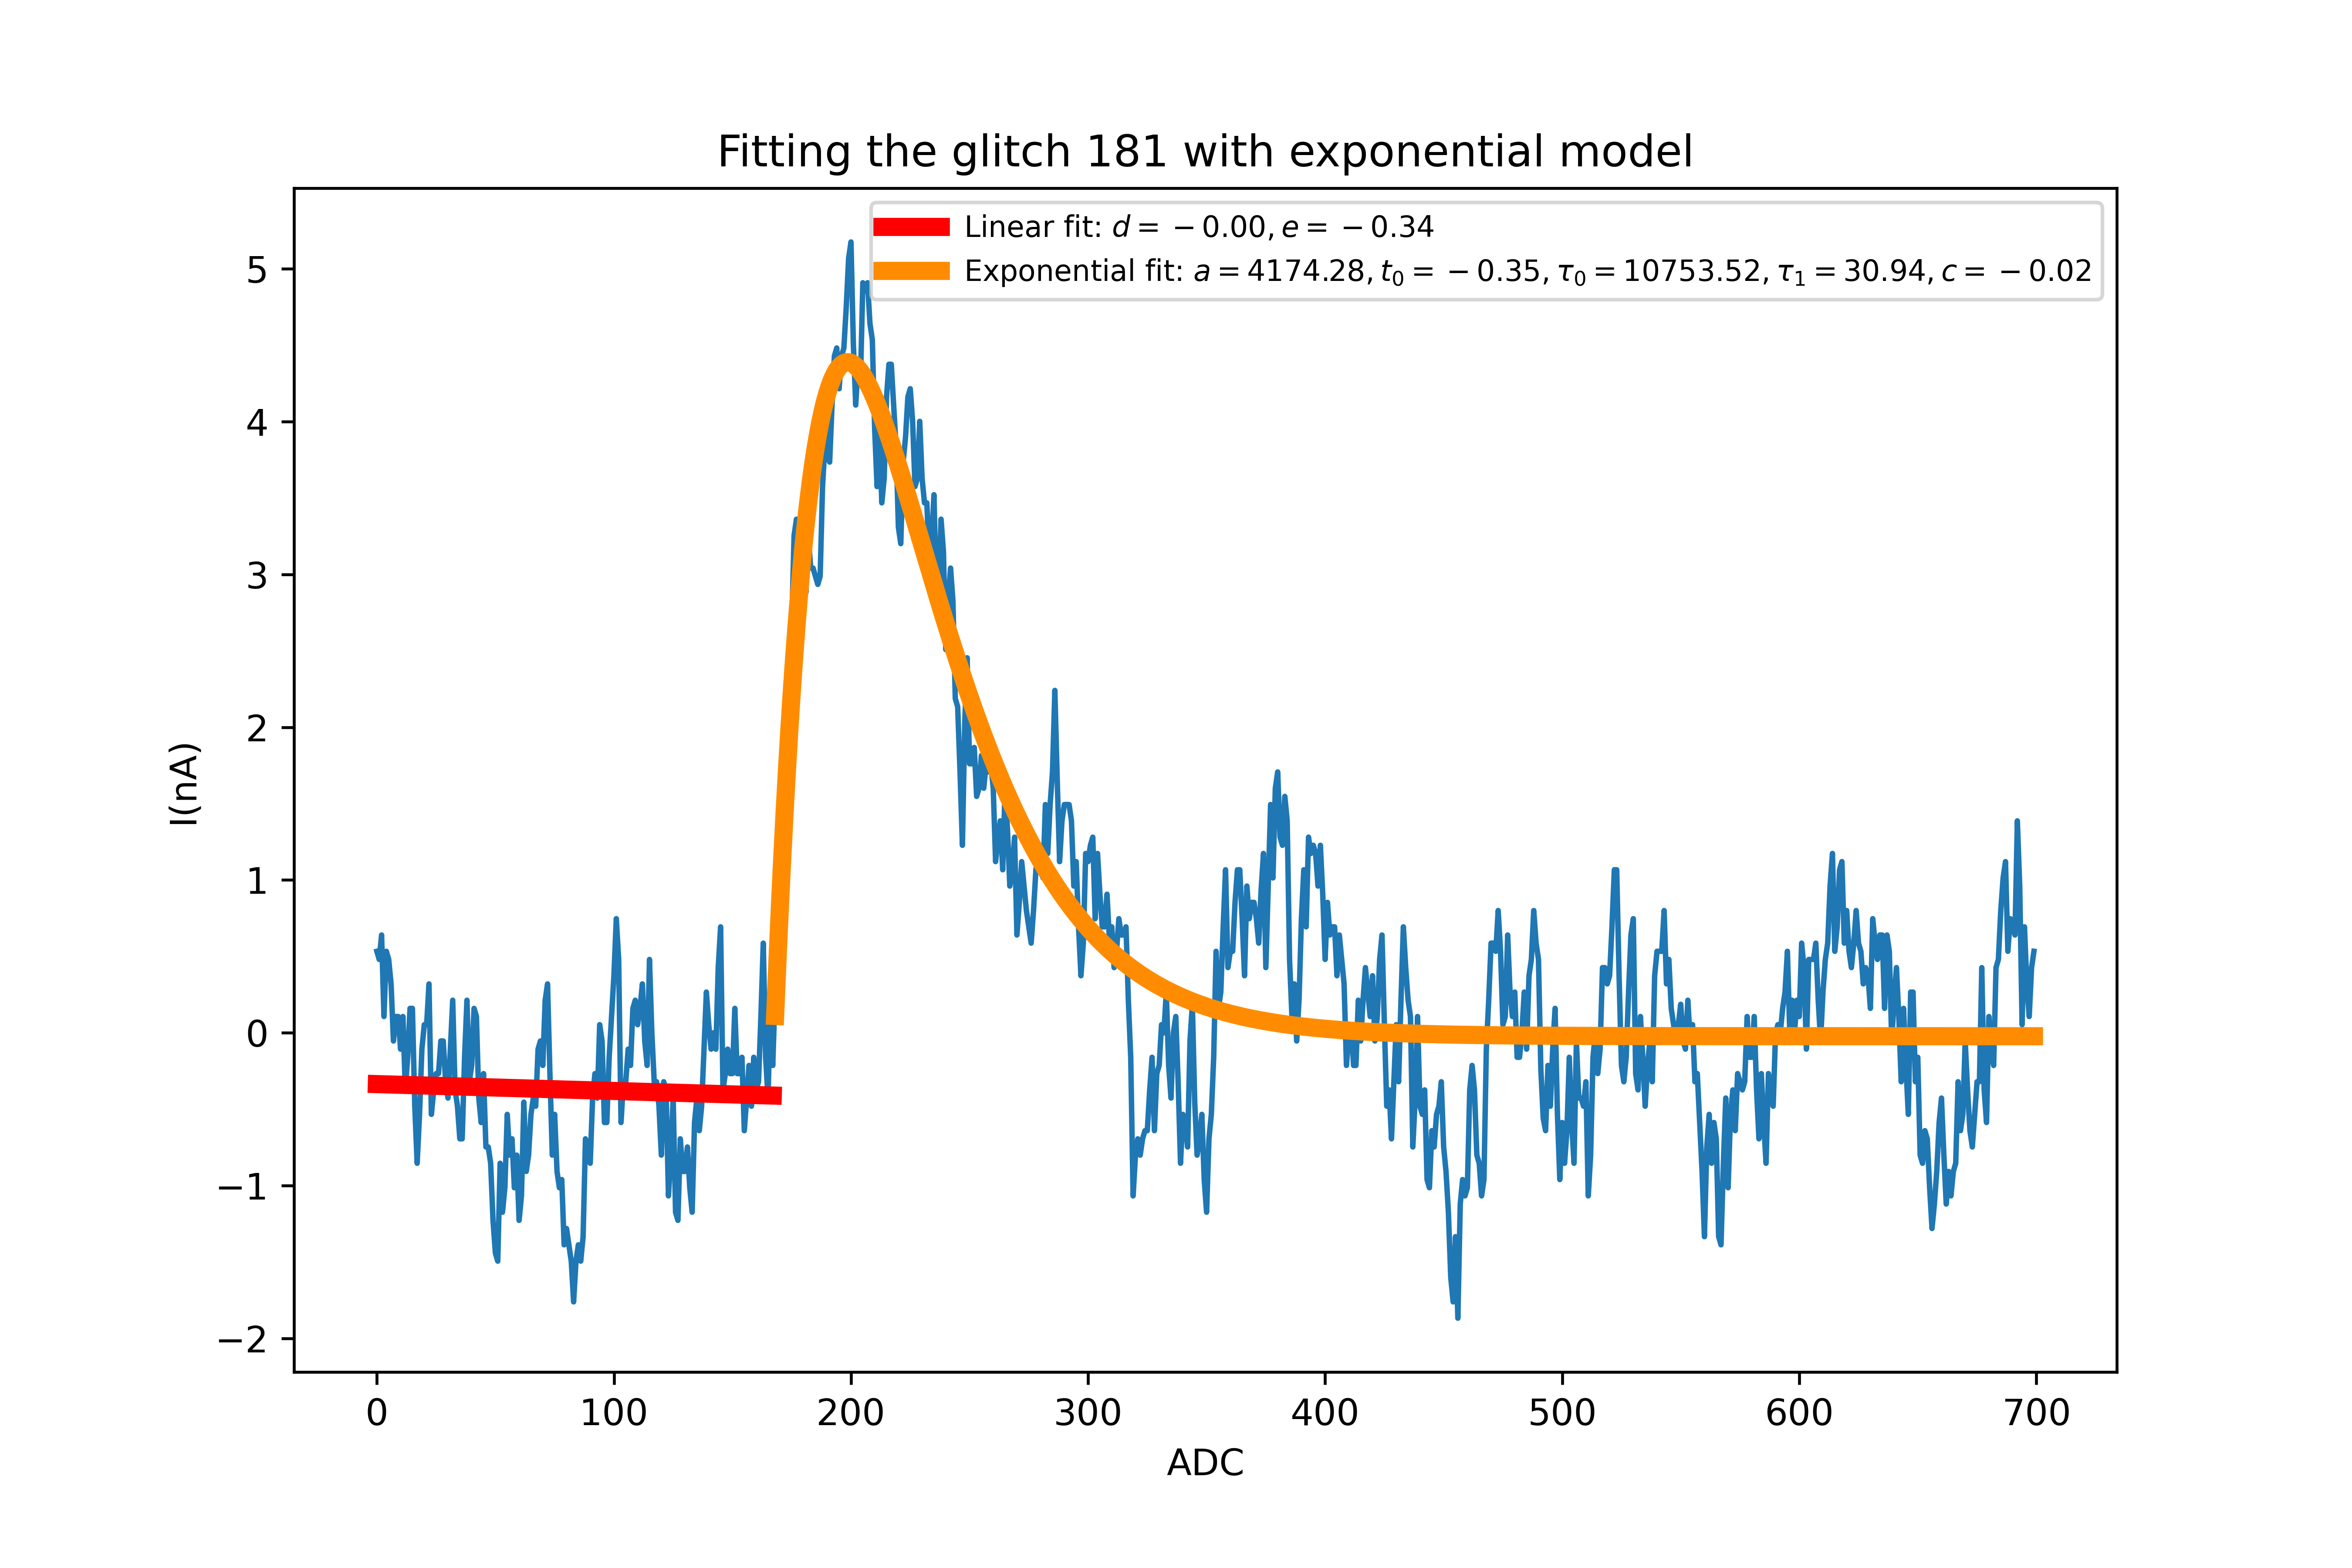 Fitting the glitch 181 with exponential model
Linear fit: d = −0.00, e = −0.34
Exponential fit: a = 4174.28, t₀ = −0.35, τ₀ = 10753.52, τ₁ = 30.94, c = −0.02
5
4
3
2
1
0
−1
−2
I(nA)
0 100 200 300 400 500 600 700
ADC